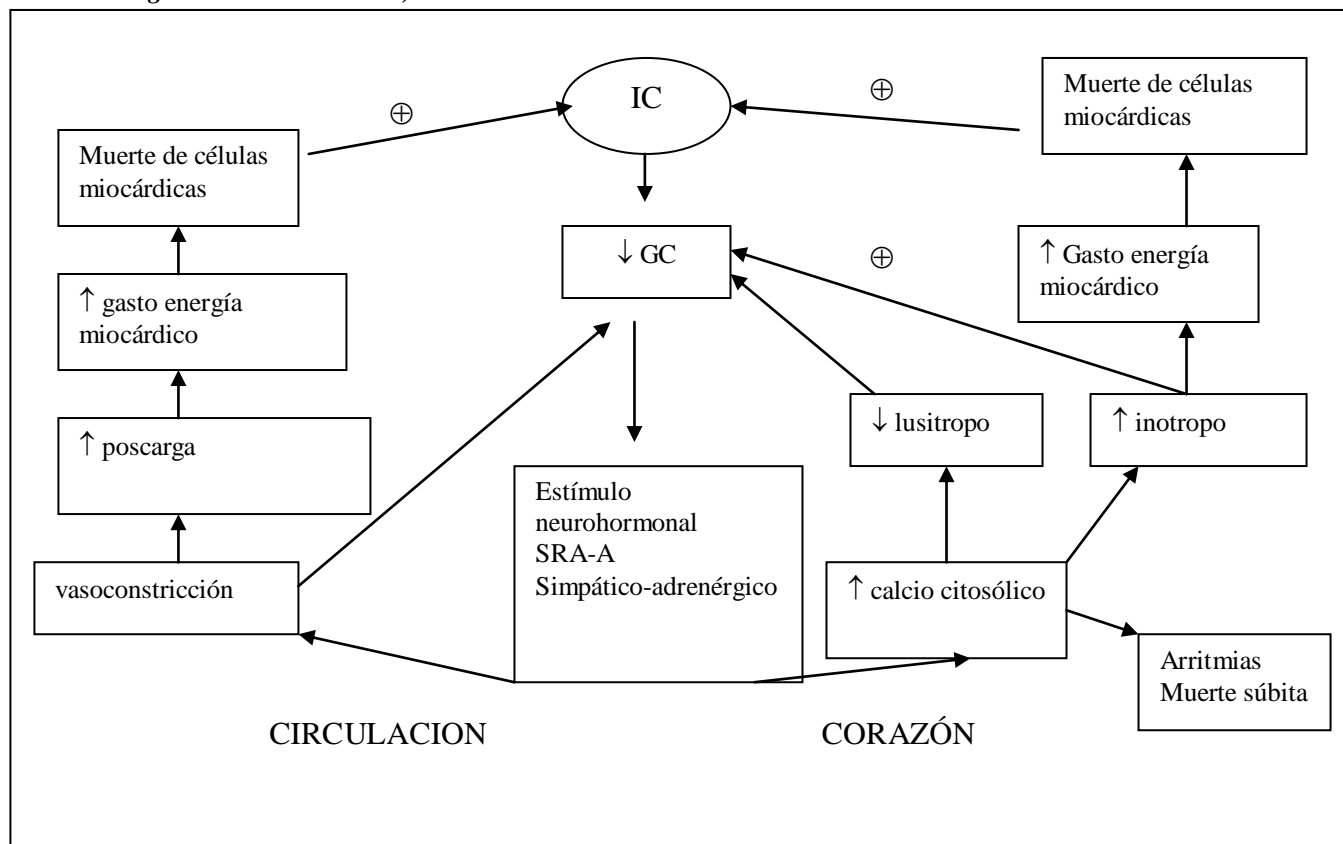 IC
⊕
⊕
Muerte de células
miocárdicas
Muerte de células
miocárdicas
↓ GC
⊕
↑ Gasto energía
miocárdico
↑ gasto energía
miocárdico
↑ poscarga
↓ lusitropo
↑ inotropo
Estímulo
neurohormonal
SRA-A
Simpático-adrenérgico
vasoconstricción
↑ calcio citosólico
Arritmias
Muerte súbita
CIRCULACION
CORAZÓN